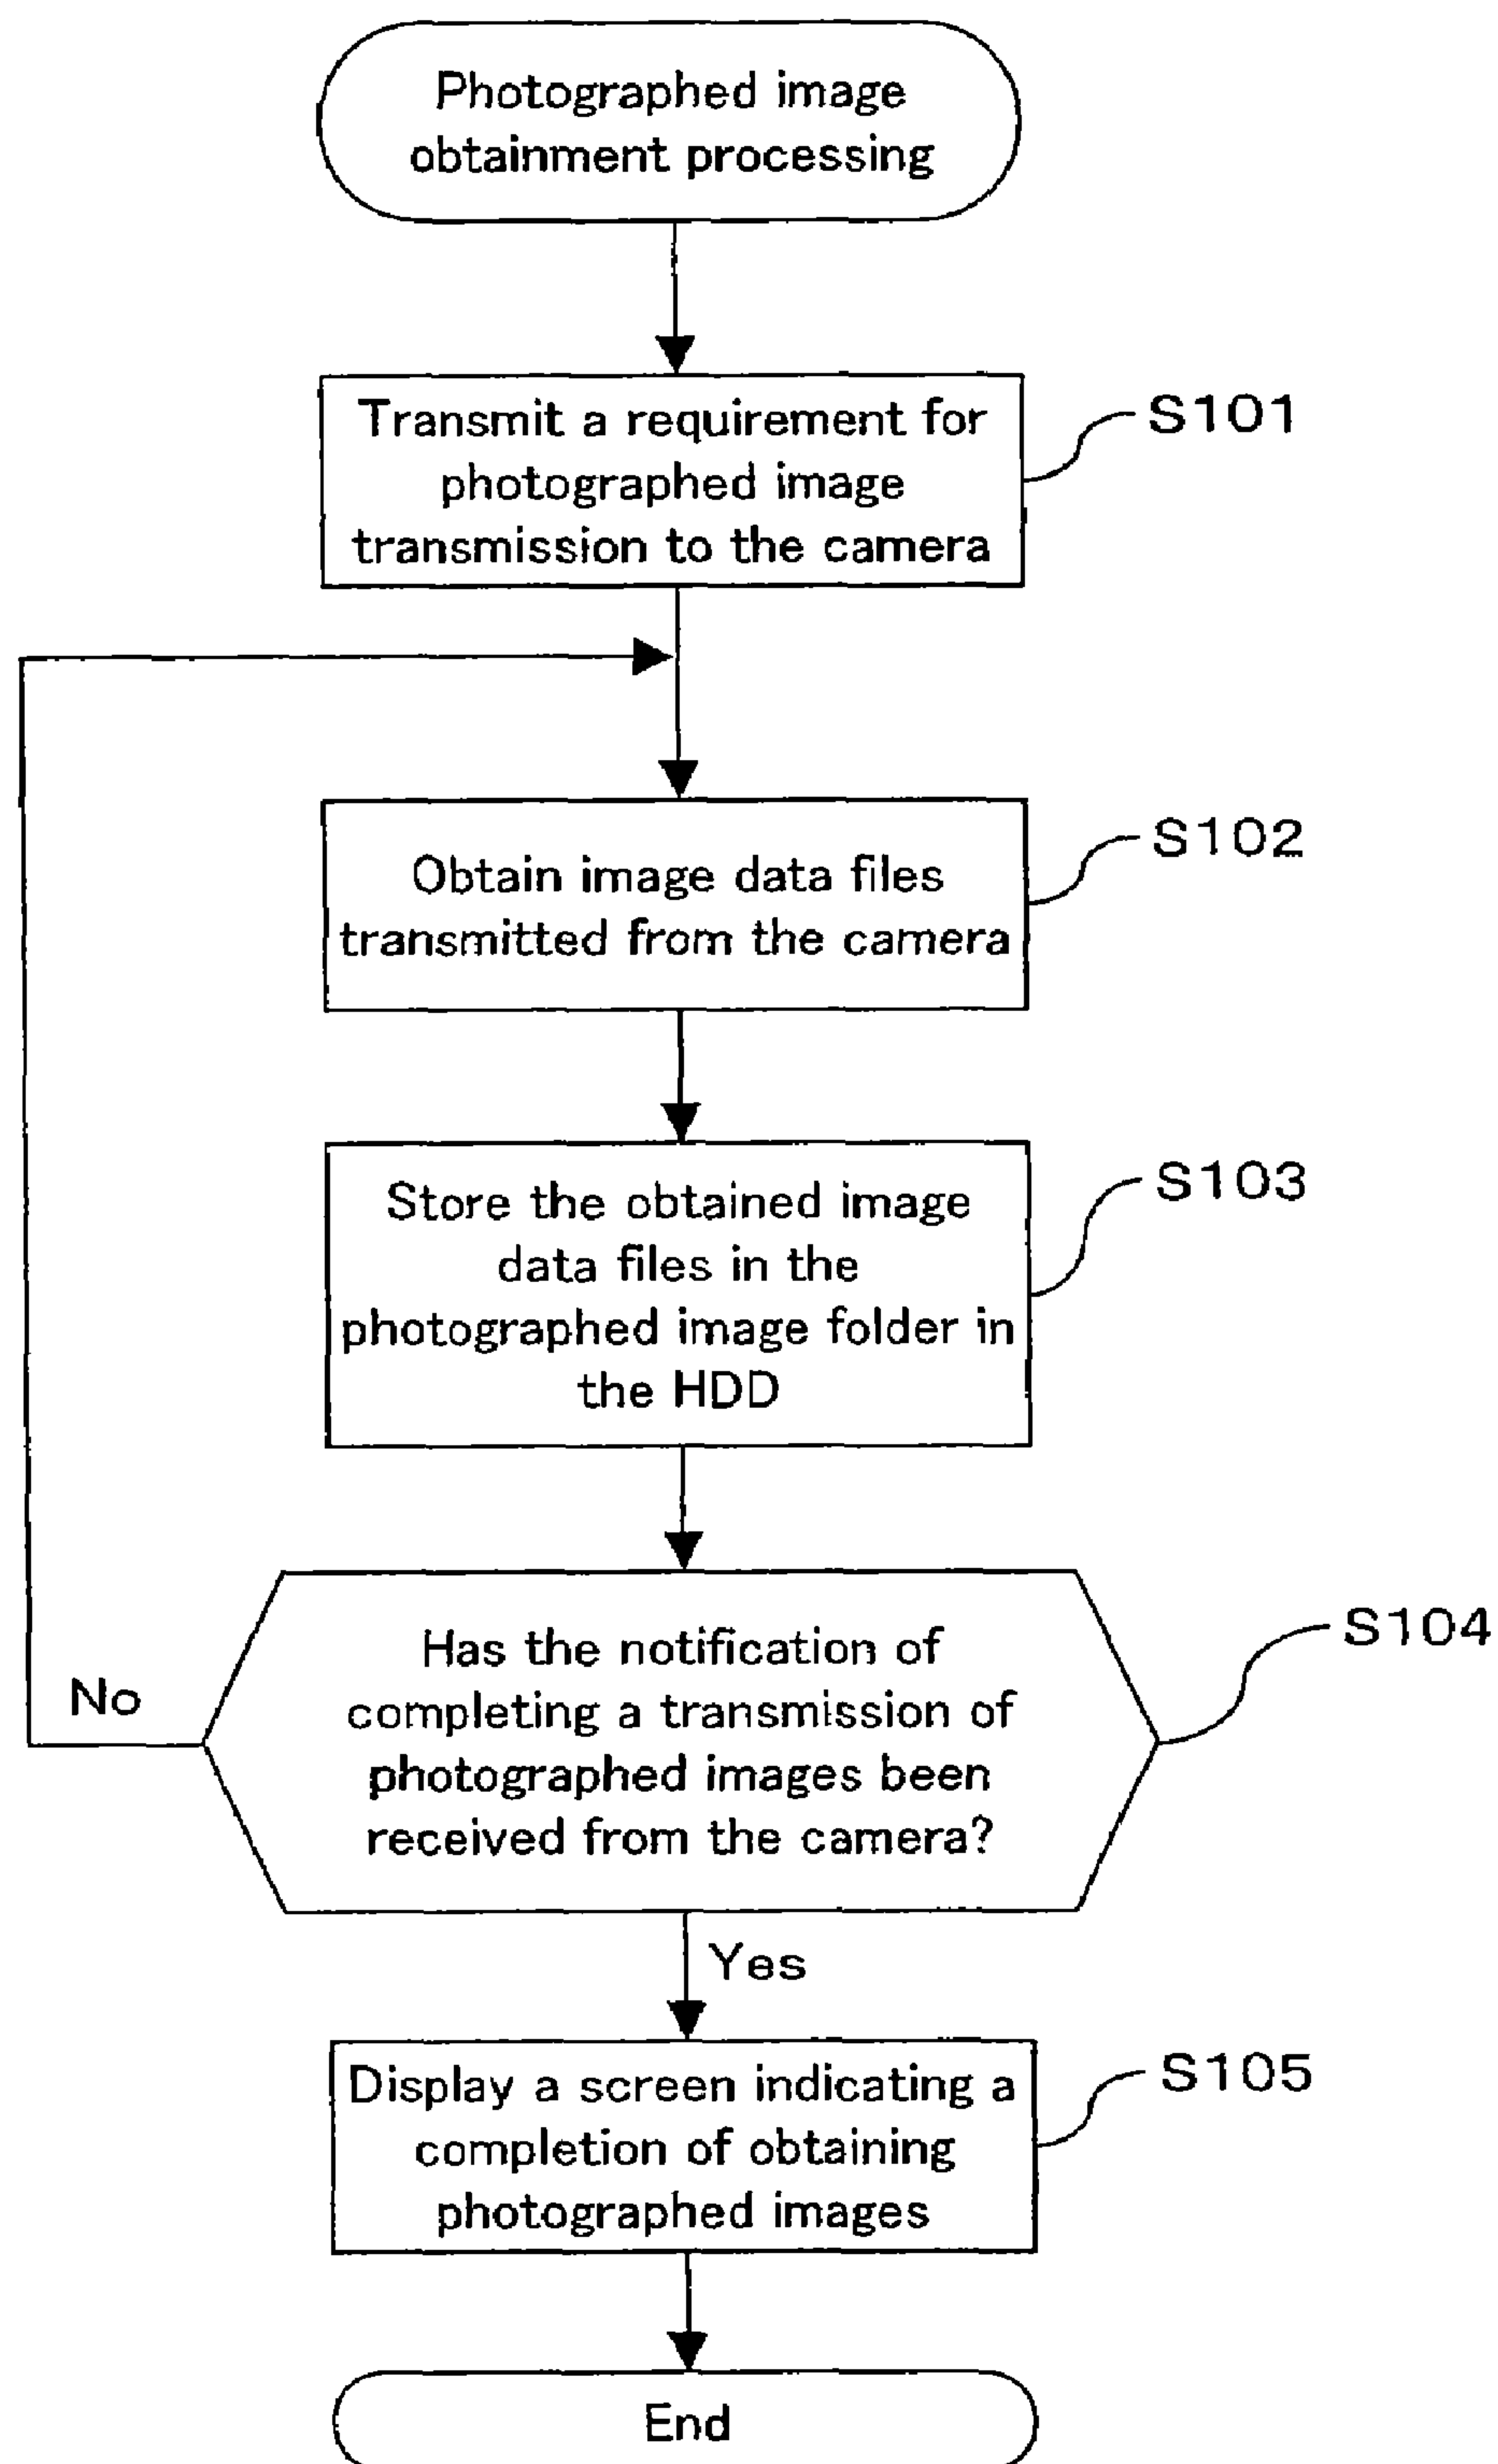 Photographed image
obtainment processing
Transmit a requirement for
photographed image
transmission to the camera
S101
Obtain image data files
transmitted from the camera
S102
Store the obtained image
data files in the
photographed image folder in
the HDD
S103
Has the notification of
completing a transmission of
photographed images been
received from the camera?
S104
No
Yes
Display a screen indicating a
completion of obtaining
photographed images
S105
End